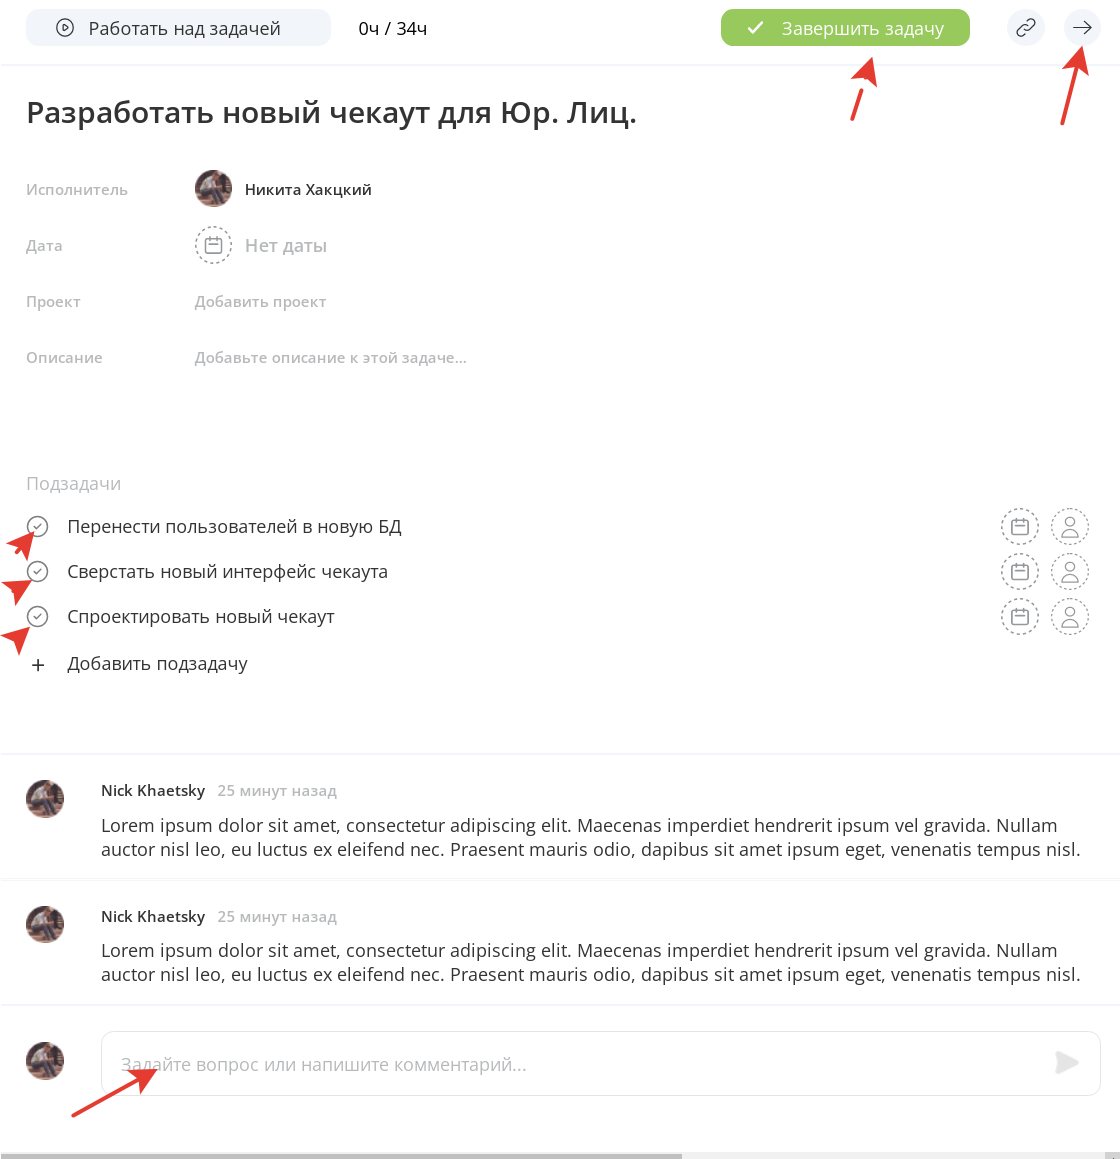 Работать над задачей 0ч / 34ч Завершить задачу
Разработать новый чекаут для Юр. Лиц.
Исполнитель Никита Хакцкий
Дата Нет даты
Проект Добавить проект
Описание Добавьте описание к этой задаче...
Подзадачи
Перенести пользователей в новую БД
Сверстать новый интерфейс чекаута
Спроектировать новый чекаут
+ Добавить подзадачу
Nick Khaetsky 25 минут назад
Lorem ipsum dolor sit amet, consectetur adipiscing elit. Maecenas imperdiet hendrerit ipsum vel gravida. Nullam
auctor nisl leo, eu luctus ex eleifend nec. Praesent mauris odio, dapibus sit amet ipsum eget, venenatis tempus nisl.
Nick Khaetsky 25 минут назад
Lorem ipsum dolor sit amet, consectetur adipiscing elit. Maecenas imperdiet hendrerit ipsum vel gravida. Nullam
auctor nisl leo, eu luctus ex eleifend nec. Praesent mauris odio, dapibus sit amet ipsum eget, venenatis tempus nisl.
Задайте вопрос или напишите комментарий...